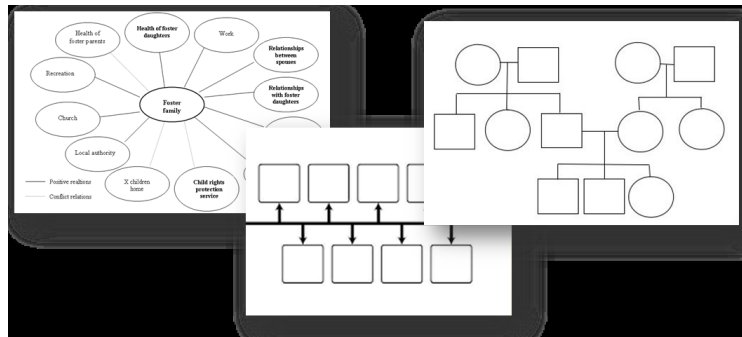 Health of
foster parents
Health of foster
daughters
Work
Relationships
between
spouses
Recreation
Relationships
with foster
daughters
Foster
family
Church
Local authority
X children
home
Child rights
protection
service
Positive realtions
Conflict relations